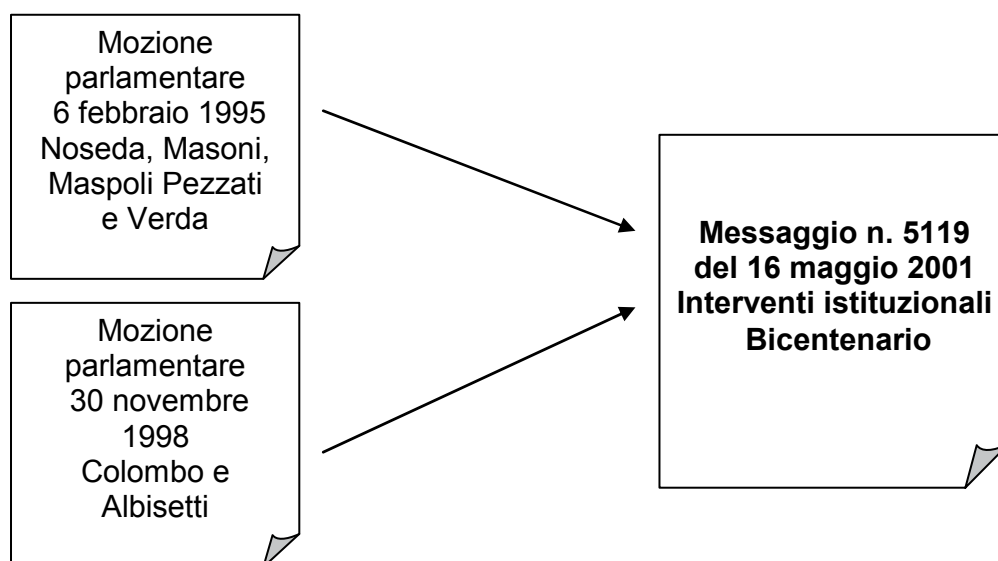 Mozione
parlamentare
6 febbraio 1995
Noseda, Masoni,
Maspoli Pezzati
e Verda
Mozione
parlamentare
30 novembre
1998
Colombo e
Albisetti
Messaggio n. 5119
del 16 maggio 2001
Interventi istituzionali
Bicentenario